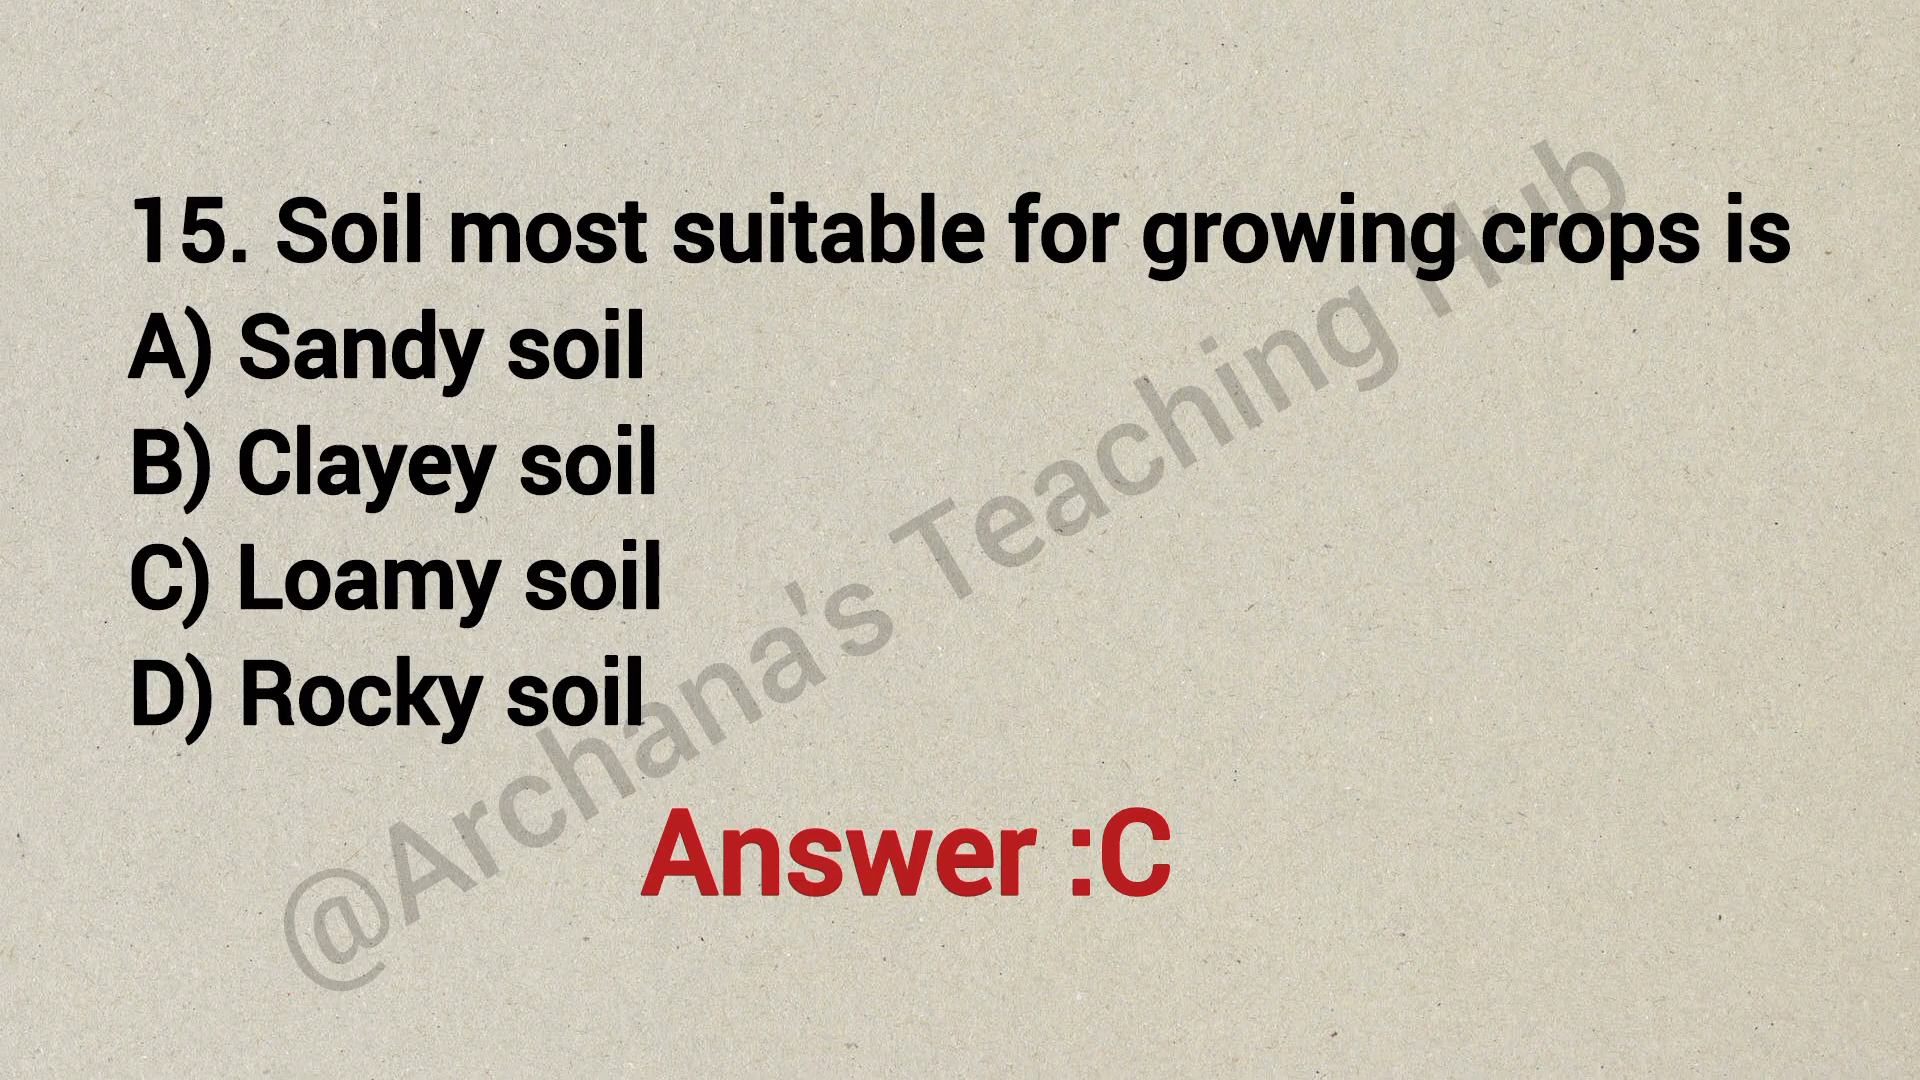 15. Soil most suitable for growing crops is
A) Sandy soil
B) Clayey soil
C) Loamy soil
D) Rocky soil
Answer :C
@Archana's Teaching Hub